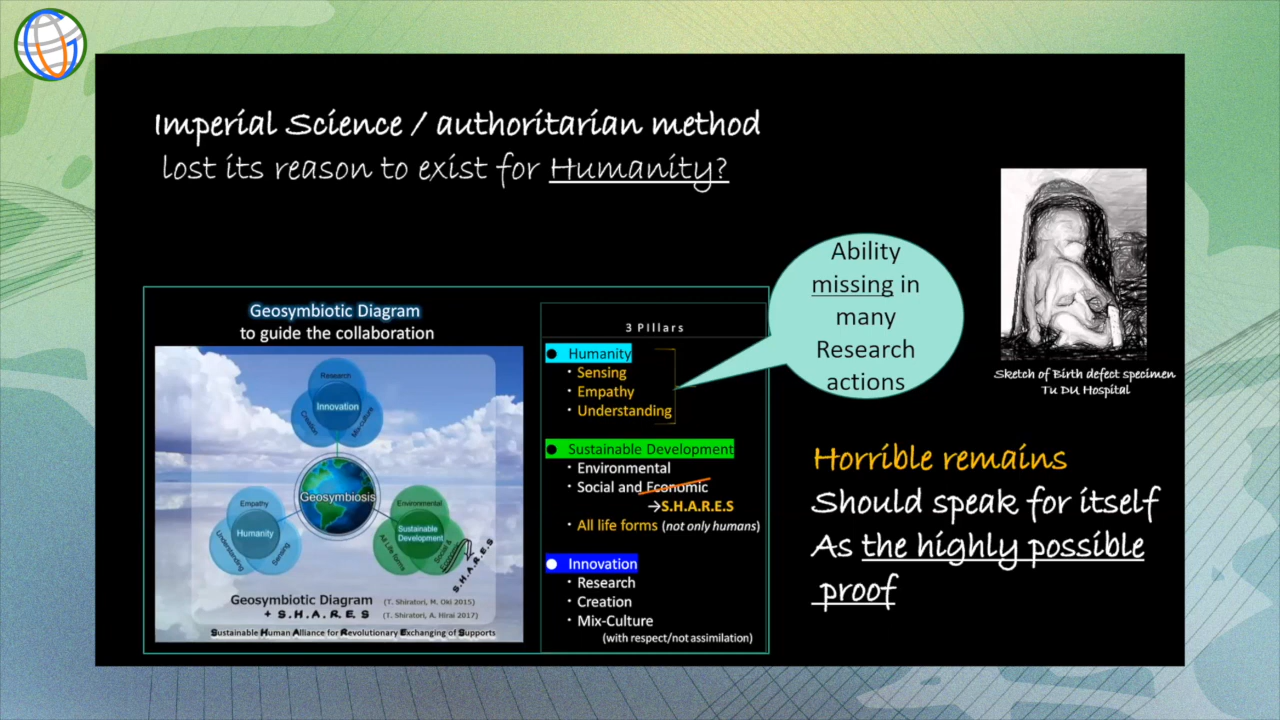 Imperial Science / authoritarian method
lost its reason to exist for Humanity?
Geosymbiotic Diagram
to guide the collaboration
Research
Innovation
Creation
Mix-culture
Geosymbiosis
Empathy
Humanity
Understanding
Sensing
Environmental
Sustainable
Development
All Life forms
Social &
S.H.A.R.E.S
Geosymbiotic Diagram (T. Shiratori, M. Oki 2015)
+ S.H.A.R.E.S (T. Shiratori, A. Hirai 2017)
Sustainable Human Alliance for Revolutionary Exchanging of Supports
3 PIllars
● Humanity
· Sensing
· Empathy
· Understanding
● Sustainable Development
· Environmental
· Social and Economic
→S.H.A.R.E.S
· All life forms (not only humans)
● Innovation
· Research
· Creation
· Mix-Culture
(with respect/not assimilation)
Ability
missing in
many
Research
actions
Sketch of Birth defect specimen
Tu DU Hospital
Horrible remains
Should speak for itself
As the highly possible
proof